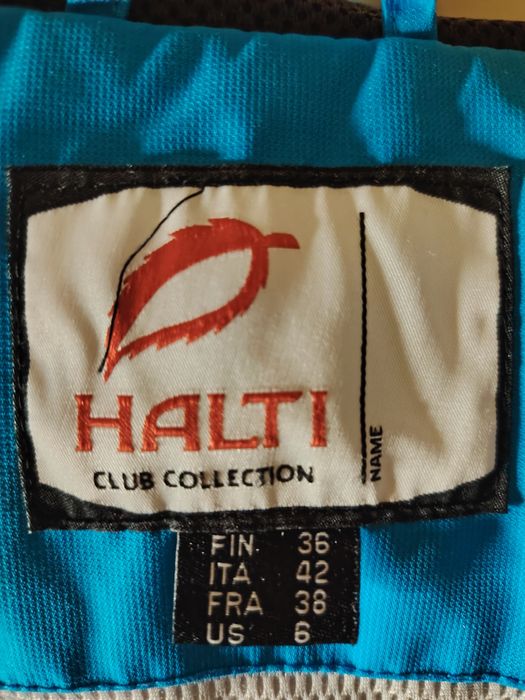 HALTI
CLUB COLLECTION
NAME
FIN 36
ITA 42
FRA 38
US 6